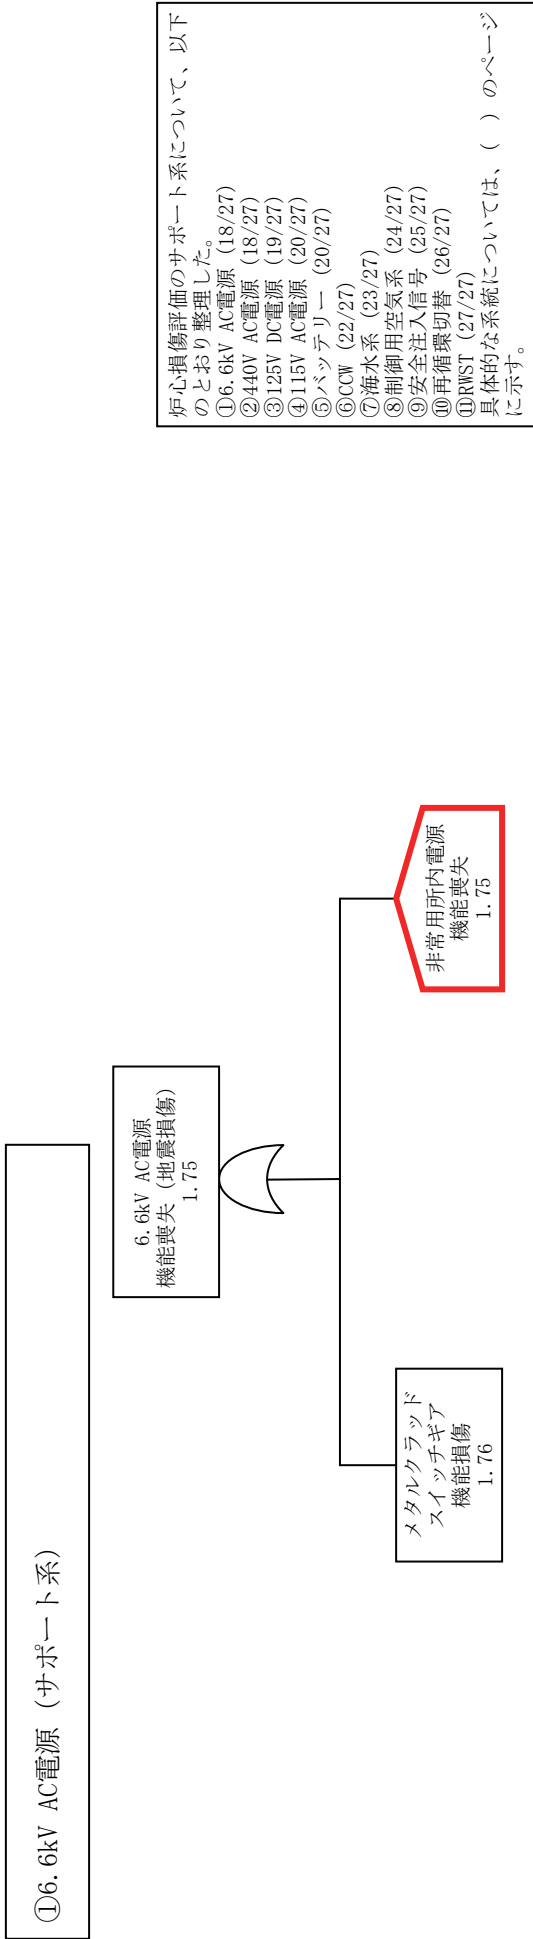 ①6.6kV AC電源（サポート系）
6.6kV AC電源
機能喪失（地震損傷）
1.75
メタルクラッド
スイッチギア
機能損傷
1.76
非常用所内電源
機能喪失
1.75
炉心損傷評価のサポート系について、以下
のとおり整理した。
①6.6kV AC電源 (18/27)
②440V AC電源 (18/27)
③125V DC電源 (19/27)
④115V AC電源 (20/27)
⑤バッテリー (20/27)
⑥CCW (22/27)
⑦海水系 (23/27)
⑧制御用空気系 (24/27)
⑨安全注入信号 (25/27)
⑩再循環切替 (26/27)
⑪RWST (27/27)
具体的な系統については、（　）のページ
に示す。